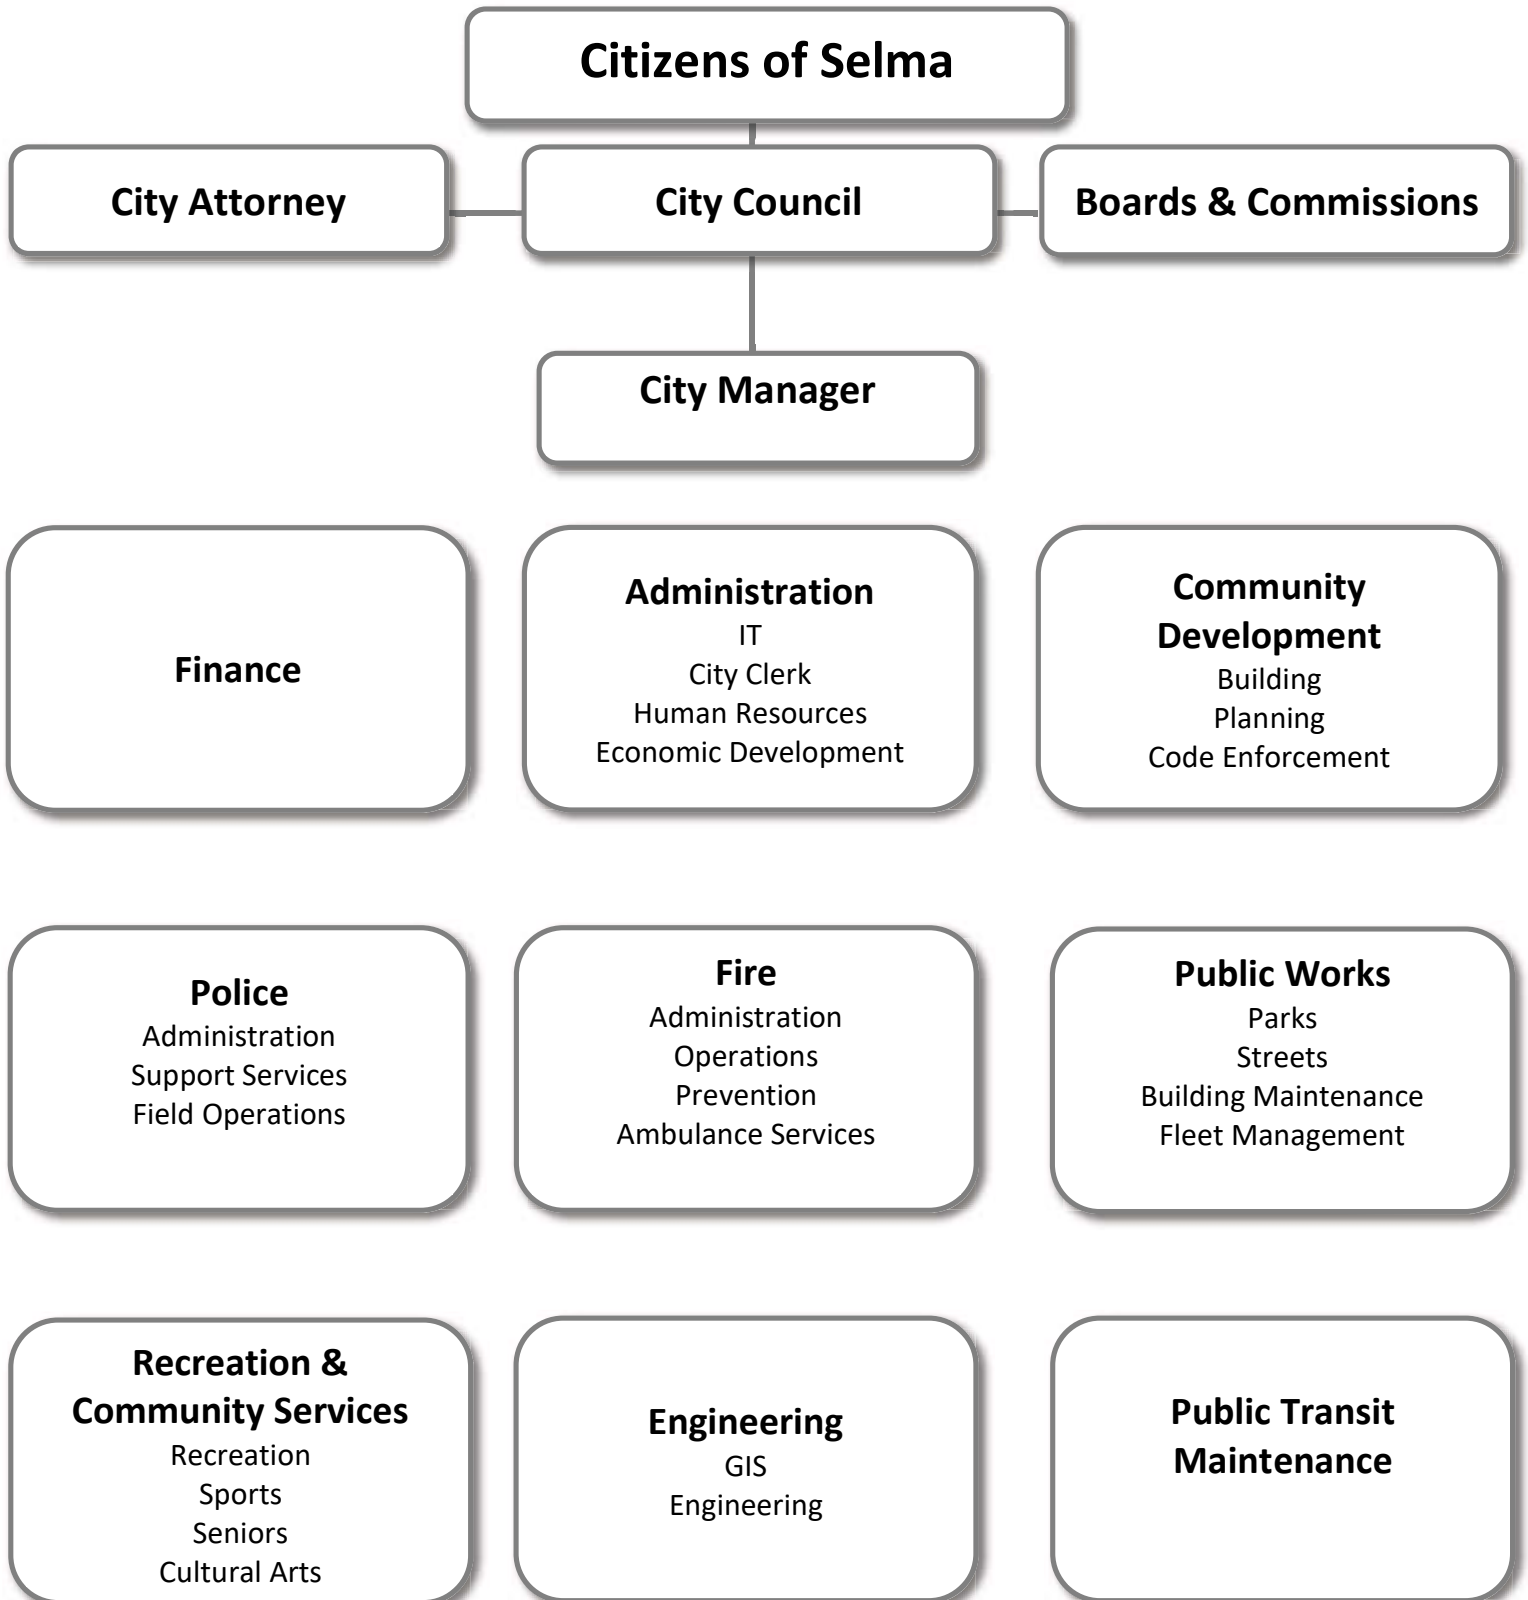 Citizens of Selma
City Attorney
City Council
Boards & Commissions
City Manager
Finance
Administration
IT
City Clerk
Human Resources
Economic Development
Community
Development
Building
Planning
Code Enforcement
Police
Administration
Support Services
Field Operations
Fire
Administration
Operations
Prevention
Ambulance Services
Public Works
Parks
Streets
Building Maintenance
Fleet Management
Recreation &
Community Services
Recreation
Sports
Seniors
Cultural Arts
Engineering
GIS
Engineering
Public Transit
Maintenance